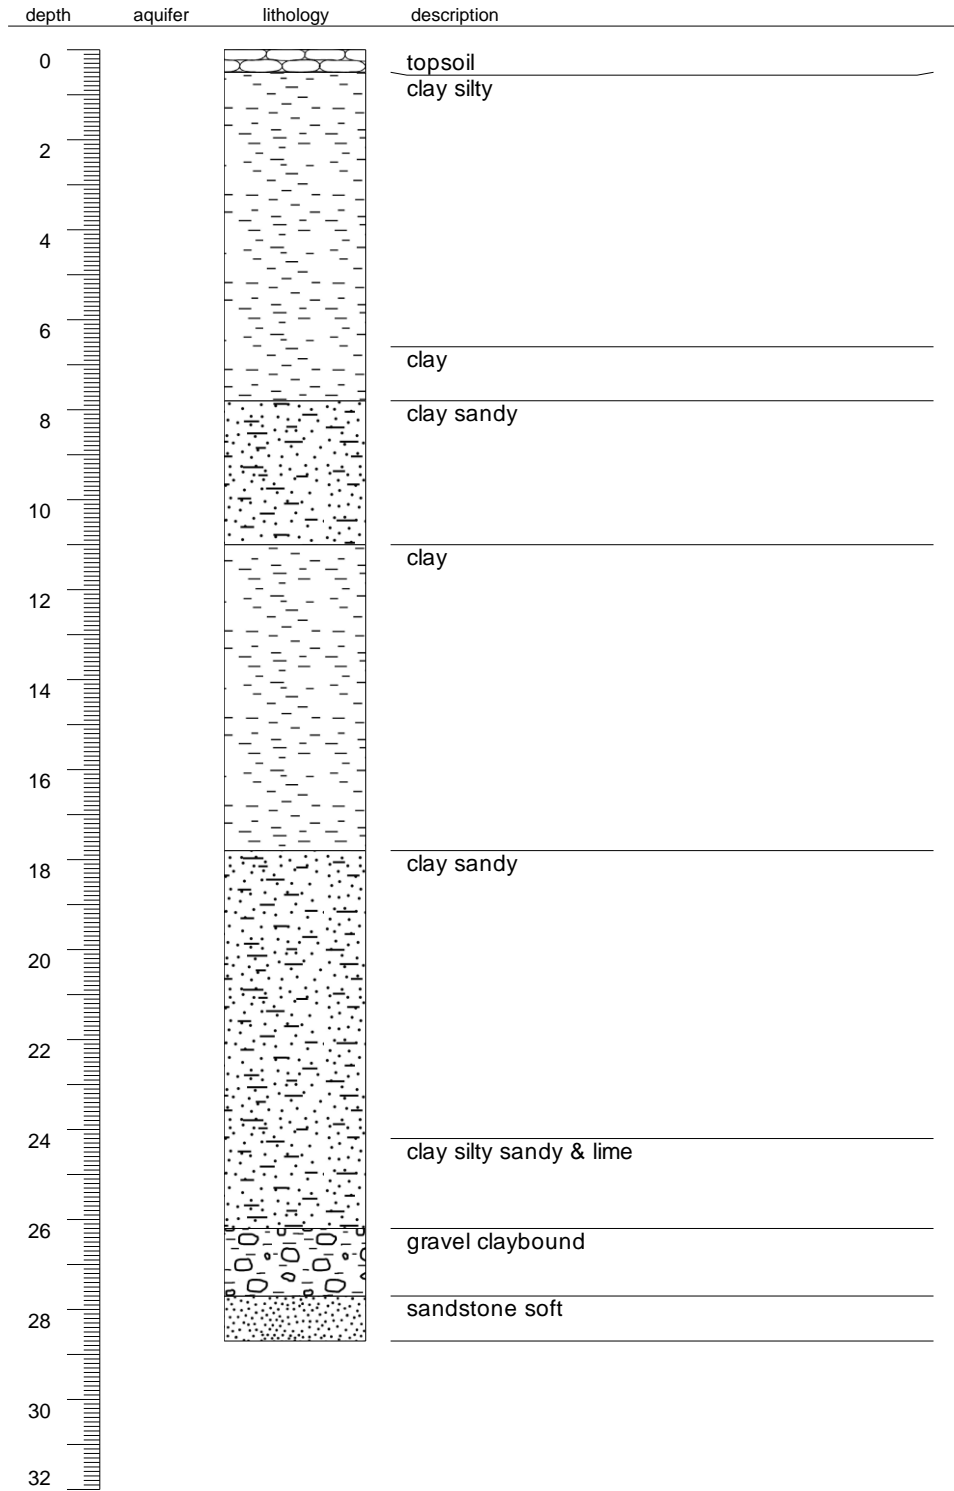 depth aquifer lithology description
0
topsoil
clay silty
2
4
6
clay
8
clay sandy
10
clay
12
14
16
18
clay sandy
20
22
24
clay silty sandy & lime
26
gravel claybound
28
sandstone soft
30
32